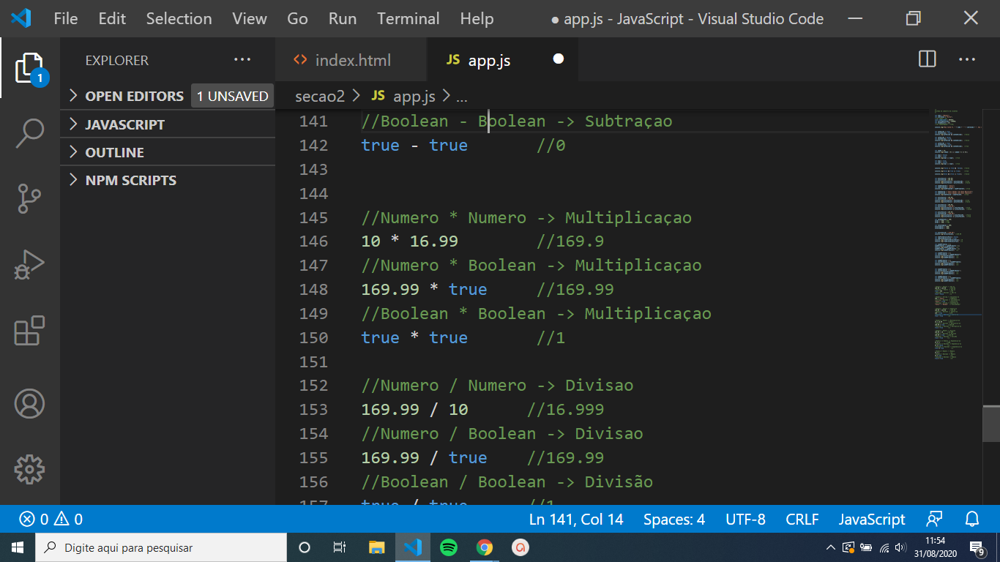 File Edit Selection View Go Run Terminal Help
● app.js - JavaScript - Visual Studio Code
EXPLORER
1
OPEN EDITORS 1 UNSAVED
JAVASCRIPT
OUTLINE
NPM SCRIPTS
<> index.html
JS app.js
secao2 > JS app.js > ...
141 //Boolean - Boolean -> Subtraçao
142 true - true //0
143
144
145 //Numero * Numero -> Multiplicaçao
146 10 * 16.99 //169.9
147 //Numero * Boolean -> Multiplicaçao
148 169.99 * true //169.99
149 //Boolean * Boolean -> Multiplicaçao
150 true * true //1
151
152 //Numero / Numero -> Divisao
153 169.99 / 10 //16.999
154 //Numero / Boolean -> Divisao
155 169.99 / true //169.99
156 //Boolean / Boolean -> Divisão
157 true / true //1
0 0 Ln 141, Col 14 Spaces: 4 UTF-8 CRLF JavaScript
Digite aqui para pesquisar
11:54
31/08/2020
9